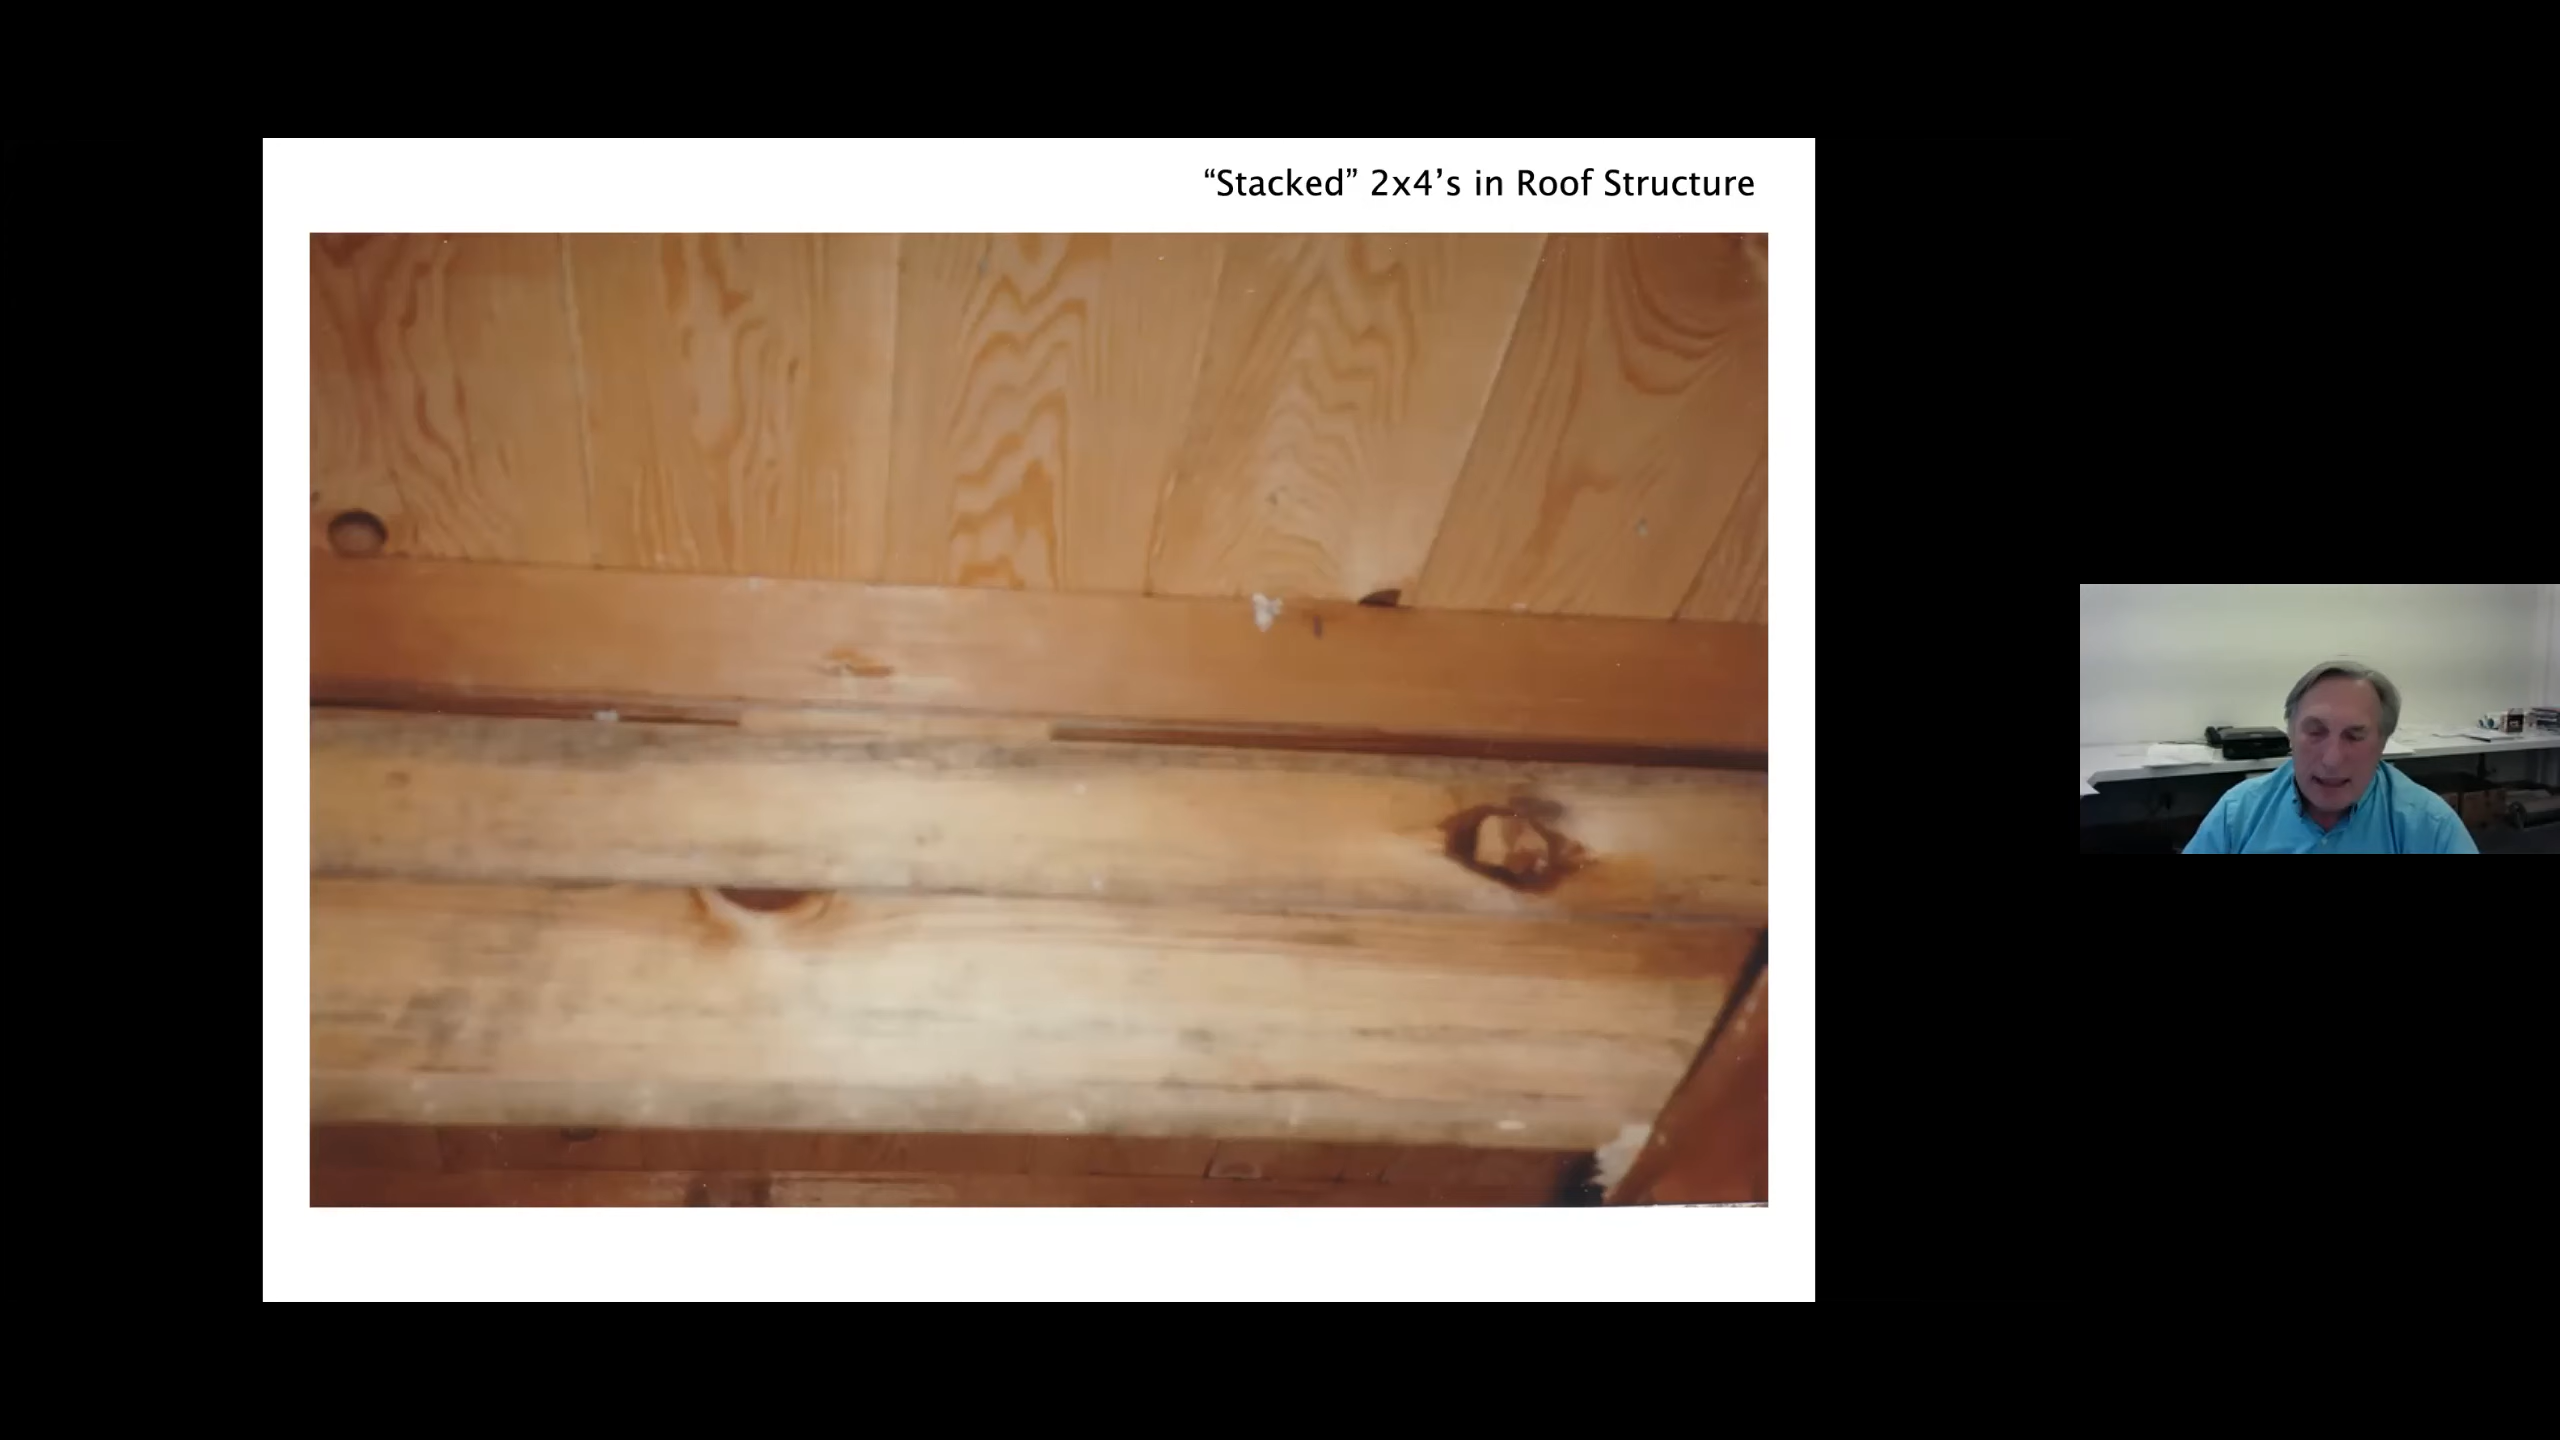 “Stacked” 2x4’s in Roof Structure